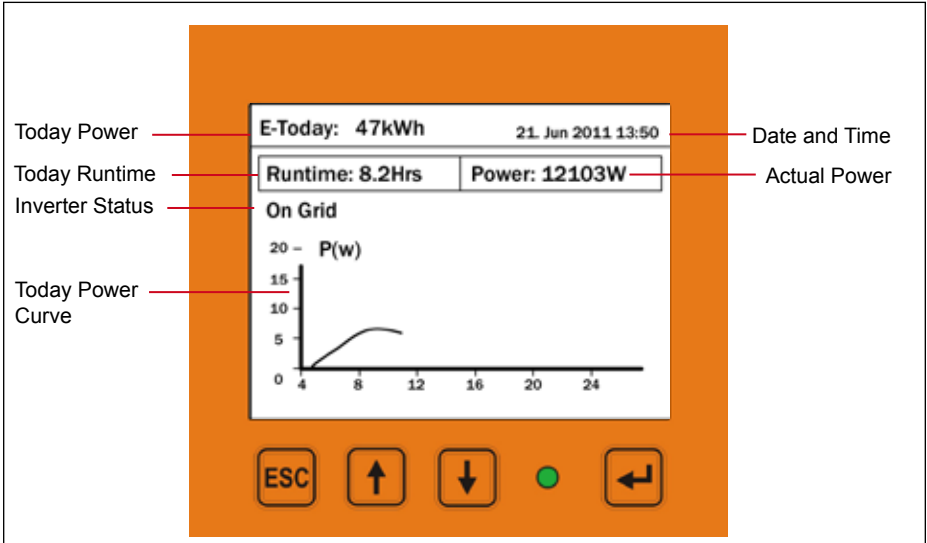 Today Power
E-Today: 47kWh
21. Jun 2011 13:50
Date and Time
Today Runtime
Runtime: 8.2Hrs
Power: 12103W
Actual Power
Inverter Status
On Grid
20 – P(w)
15
10
5
0
Today Power
Curve
4 8 12 16 20 24
ESC